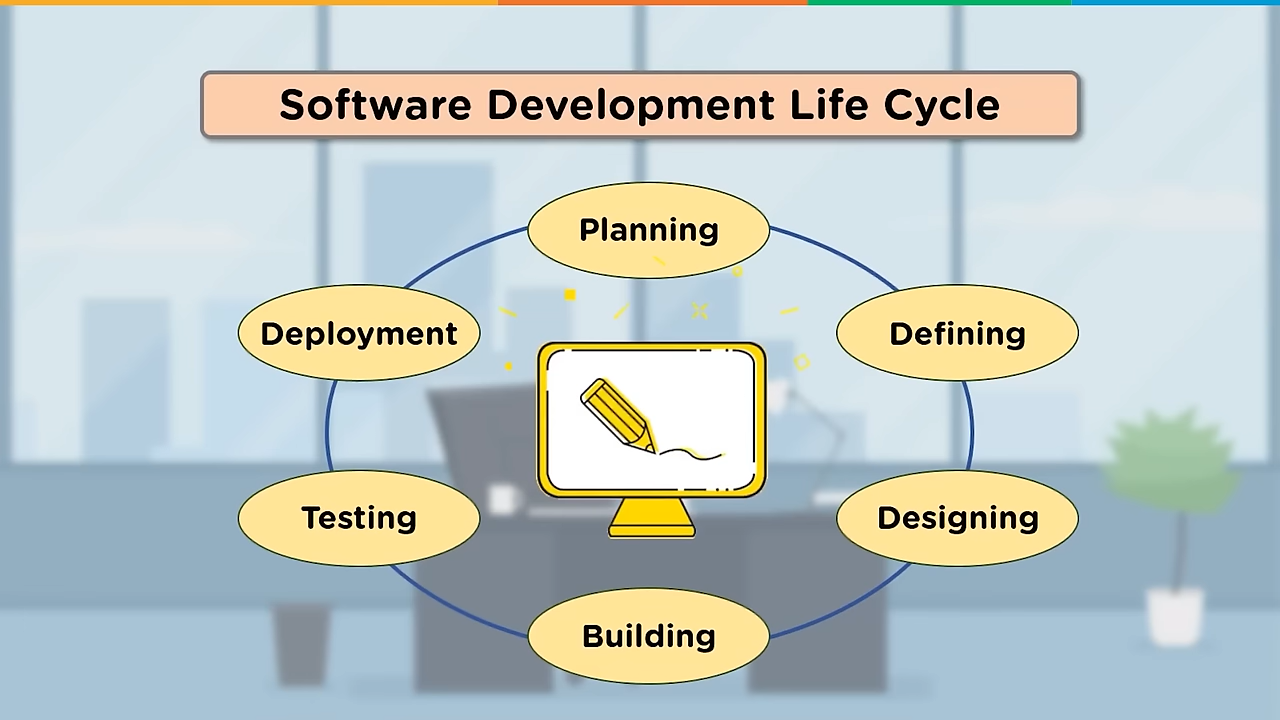 Software Development Life Cycle
Planning
Deployment
Defining
Testing
Designing
Building